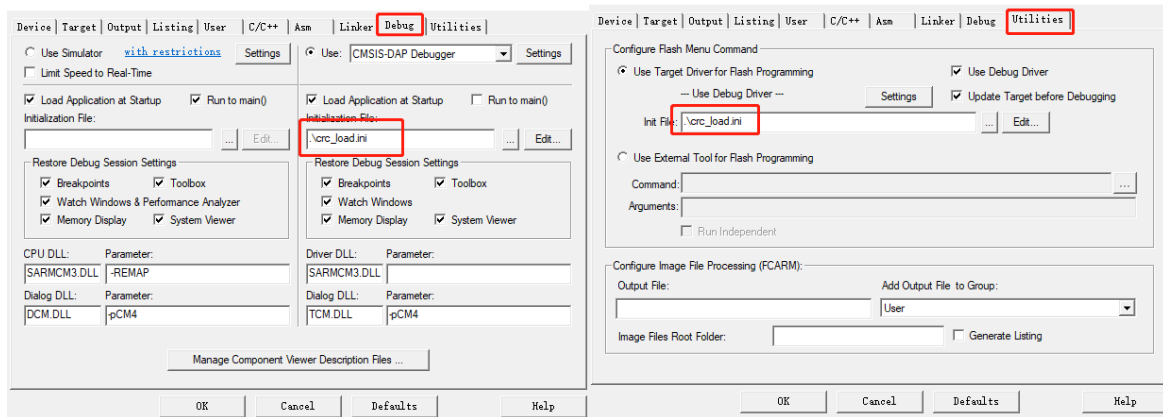 Device Target Output Listing User C/C++ Asm Linker Debug Utilities
Use Simulator with restrictions Settings
Limit Speed to Real-Time
Load Application at Startup Run to main()
Initialization File:
... Edit...
Restore Debug Session Settings
Breakpoints Toolbox
Watch Windows & Performance Analyzer
Memory Display System Viewer
CPU DLL: Parameter:
SARMCM3.DLL -REMAP
Dialog DLL: Parameter:
DCM.DLL -pCM4
Use: CMSIS-DAP Debugger Settings
Load Application at Startup Run to main()
Initialization File:
.\crc_load.ini ... Edit...
Restore Debug Session Settings
Breakpoints Toolbox
Watch Windows
Memory Display System Viewer
Driver DLL: Parameter:
SARMCM3.DLL
Dialog DLL: Parameter:
TCM.DLL -pCM4
Manage Component Viewer Description Files ...
OK Cancel Defaults Help
Device Target Output Listing User C/C++ Asm Linker Debug Utilities
Configure Flash Menu Command
Use Target Driver for Flash Programming Use Debug Driver
--- Use Debug Driver --- Settings Update Target before Debugging
Init File: .\crc_load.ini ... Edit...
Use External Tool for Flash Programming
Command: ...
Arguments:
Run Independent
Configure Image File Processing (FCARM):
Output File: Add Output File to Group:
User
Image Files Root Folder: Generate Listing
OK Cancel Defaults Help